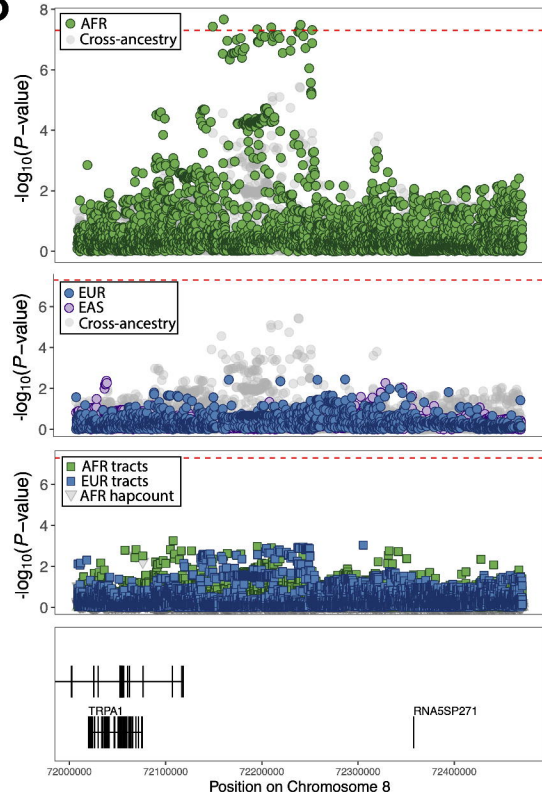 8
AFR
Cross-ancestry
6
4
2
0
-log10(P−value)
EUR
EAS
Cross-ancestry
6
4
2
0
-log10(P−value)
AFR tracts
EUR tracts
AFR hapcount
6
4
2
0
-log10(P−value)
TRPA1
RNA5SP271
72000000 72100000 72200000 72300000 72400000
Position on Chromosome 8